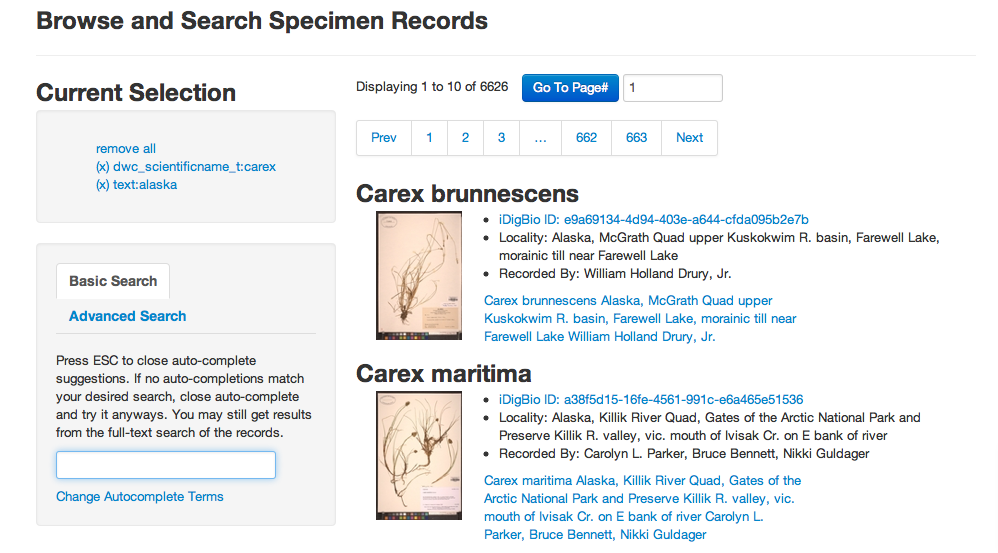 Browse and Search Specimen Records
Current Selection
remove all
(x) dwc_scientificname_t:carex
(x) text:alaska
Basic Search
Advanced Search
Press ESC to close auto-complete
suggestions. If no auto-completions match
your desired search, close auto-complete
and try it anyways. You may still get results
from the full-text search of the records.
Change Autocomplete Terms
Displaying 1 to 10 of 6626 Go To Page# 1
Prev 1 2 3 ... 662 663 Next
Carex brunnescens
iDigBio ID: e9a69134-4d94-403e-a644-cfda095b2e7b
Locality: Alaska, McGrath Quad upper Kuskokwim R. basin, Farewell Lake,
morainic till near Farewell Lake
Recorded By: William Holland Drury, Jr.
Carex brunnescens Alaska, McGrath Quad upper
Kuskokwim R. basin, Farewell Lake, morainic till near
Farewell Lake William Holland Drury, Jr.
Carex maritima
iDigBio ID: a38f5d15-16fe-4561-991c-e6a465e51536
Locality: Alaska, Killik River Quad, Gates of the Arctic National Park and
Preserve Killik R. valley, vic. mouth of Ivisak Cr. on E bank of river
Recorded By: Carolyn L. Parker, Bruce Bennett, Nikki Guldager
Carex maritima Alaska, Killik River Quad, Gates of the
Arctic National Park and Preserve Killik R. valley, vic.
mouth of Ivisak Cr. on E bank of river Carolyn L.
Parker, Bruce Bennett, Nikki Guldager